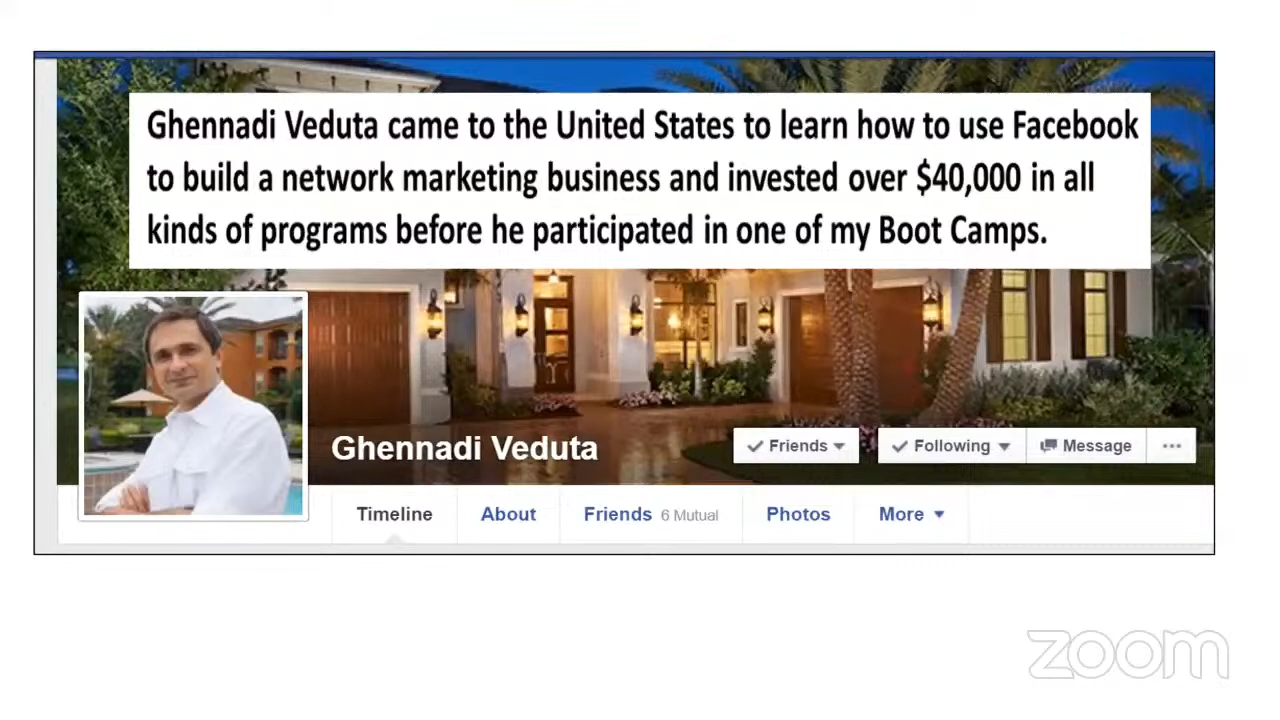 Ghennadi Veduta came to the United States to learn how to use Facebook
to build a network marketing business and invested over $40,000 in all
kinds of programs before he participated in one of my Boot Camps.
Ghennadi Veduta
Friends
Following
Message
Timeline
About
Friends 6 Mutual
Photos
More
zoom